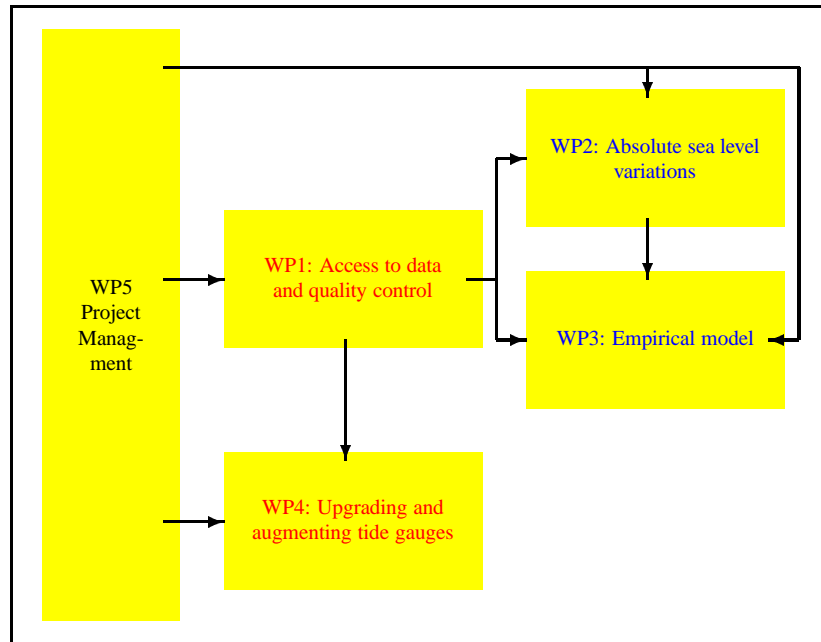 WP5
Project
Manag-
ment
WP1: Access to data
and quality control
WP2: Absolute sea level
variations
WP3: Empirical model
WP4: Upgrading and
augmenting tide gauges